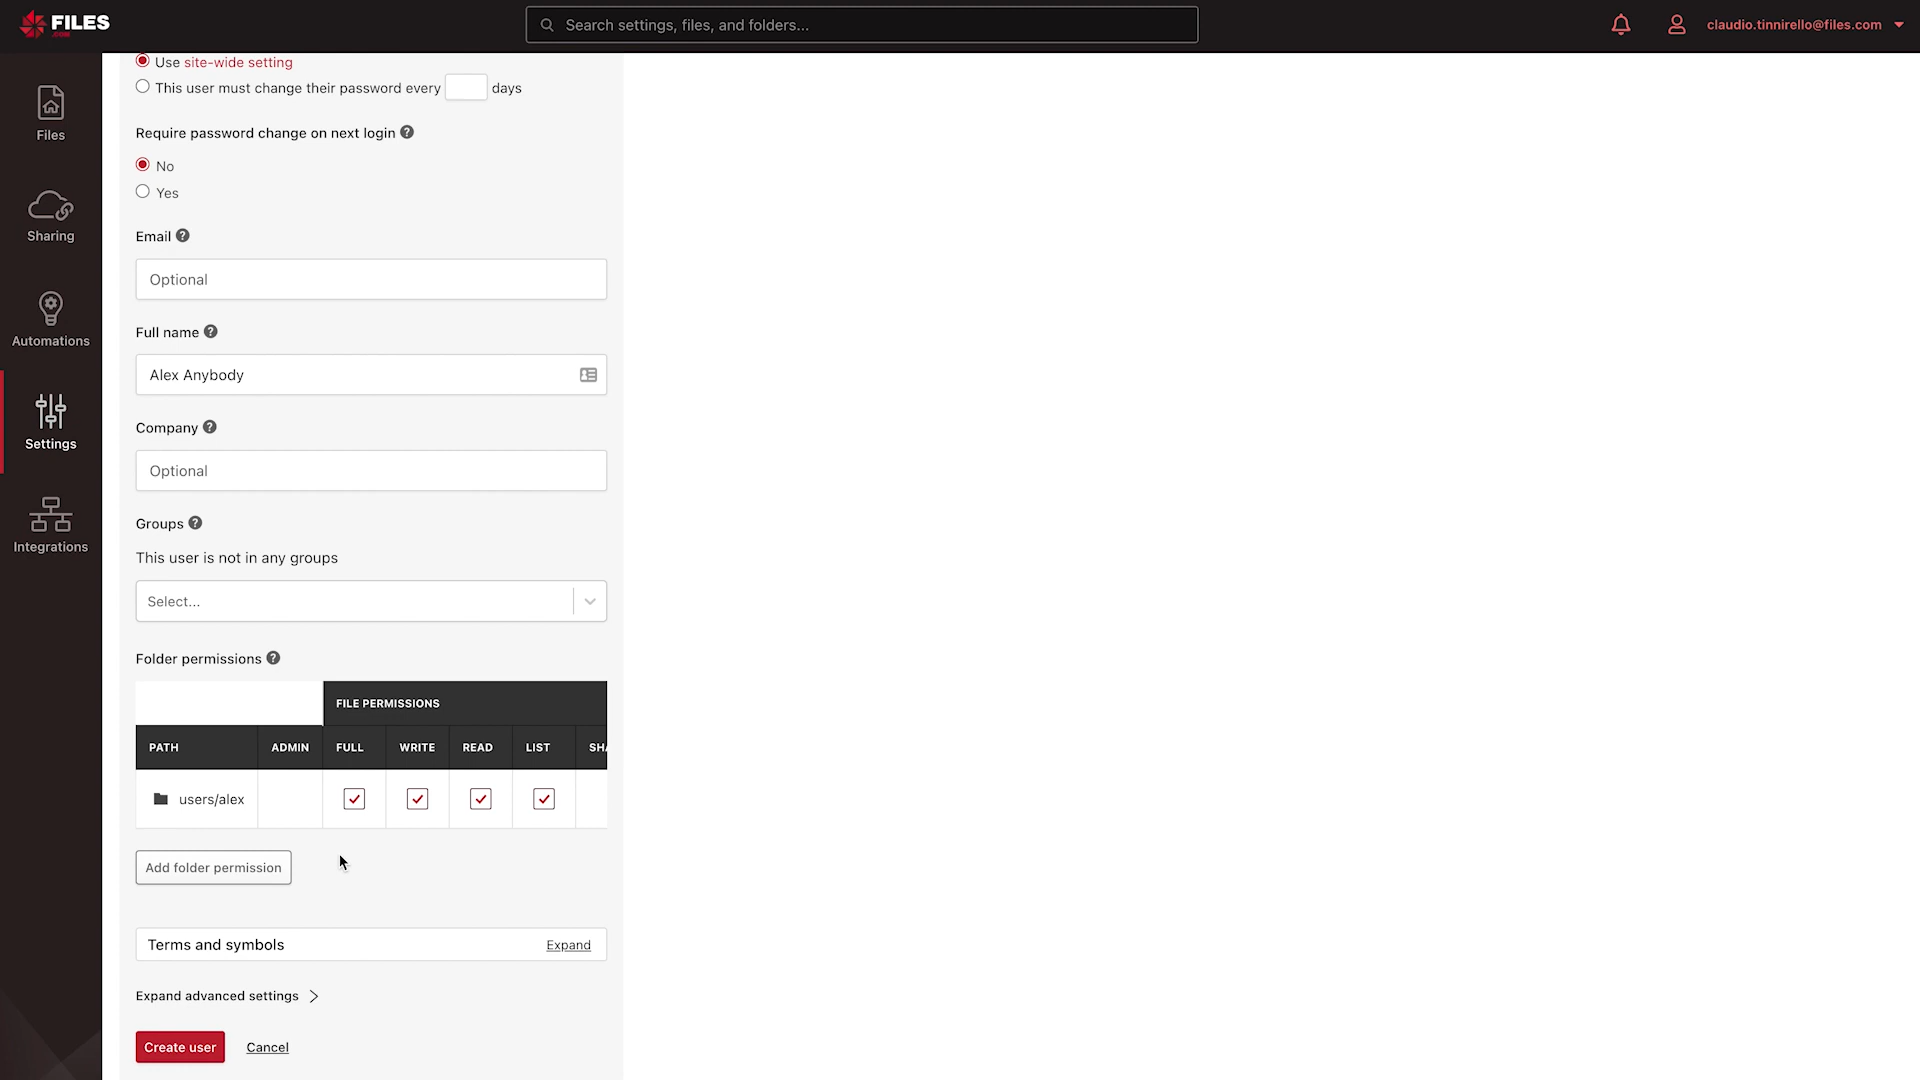 FILES
.COM
Search settings, files, and folders...
claudio.tinnirello@files.com
Files
Sharing
Automations
Settings
Integrations
Use site-wide setting
This user must change their password every days
Require password change on next login ?
No
Yes
Email ?
Optional
Full name ?
Alex Anybody
Company ?
Optional
Groups ?
This user is not in any groups
Select...
Folder permissions ?
FILE PERMISSIONS
PATH ADMIN FULL WRITE READ LIST SHA
users/alex
Add folder permission
Terms and symbols Expand
Expand advanced settings
Create user Cancel